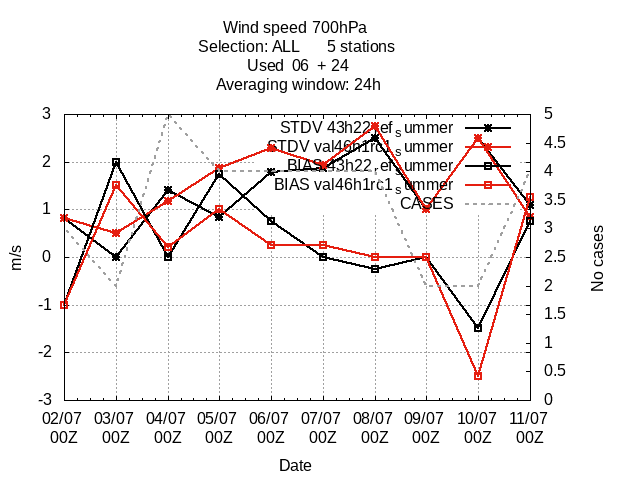 Wind speed 700hPa
Selection: ALL 5 stations
Used 06 + 24
Averaging window: 24h
STDV 43h22_ref_summer
STDV val46h1rc1_summer
BIAS 43h22_ref_summer
BIAS val46h1rc1_summer
CASES
3
2
1
0
-1
-2
-3
m/s
5
4.5
4
3.5
3
2.5
2
1.5
1
0.5
0
No cases
02/07 03/07 04/07 05/07 06/07 07/07 08/07 09/07 10/07 11/07
00Z 00Z 00Z 00Z 00Z 00Z 00Z 00Z 00Z 00Z
Date